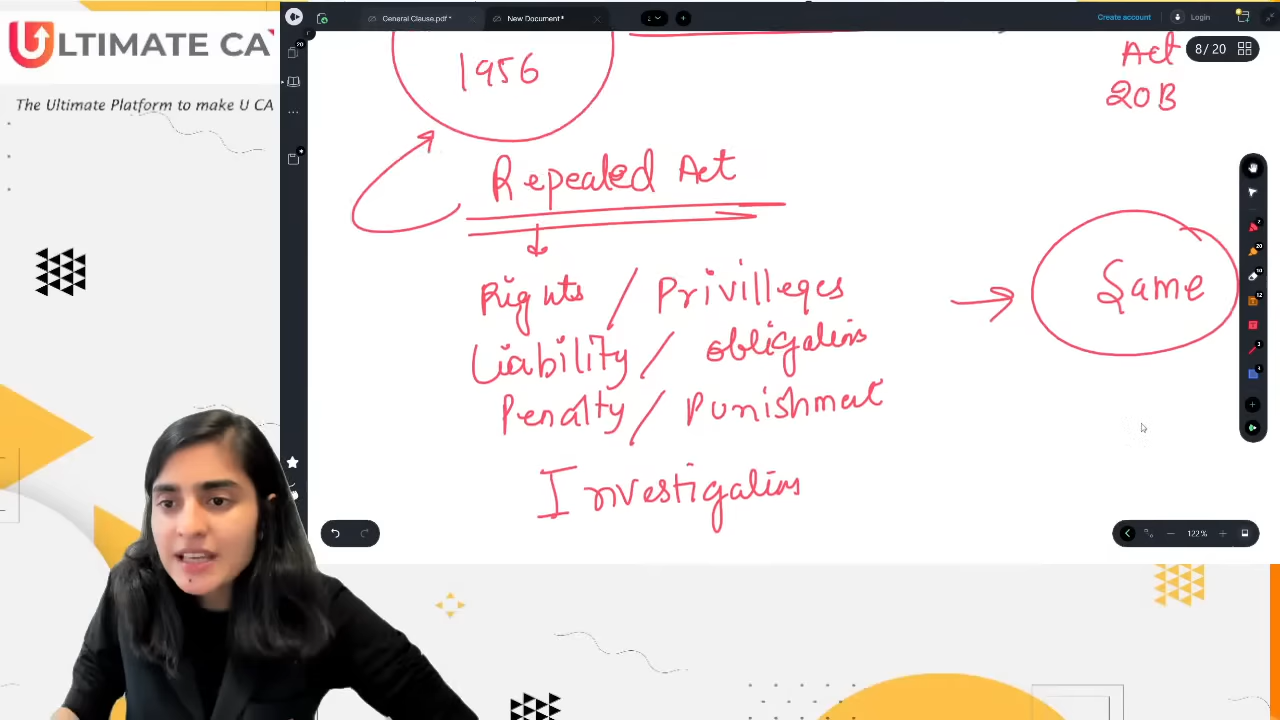 ULTIMATE CA
The Ultimate Platform to make U CA
General Clause.pdf*
New Document*
Create account
Login
8/20
1956
Act
20B
Repealed Act
Rights / Privilleges
Same
Liability / obligations
Penalty / Punishment
Investigations
122%